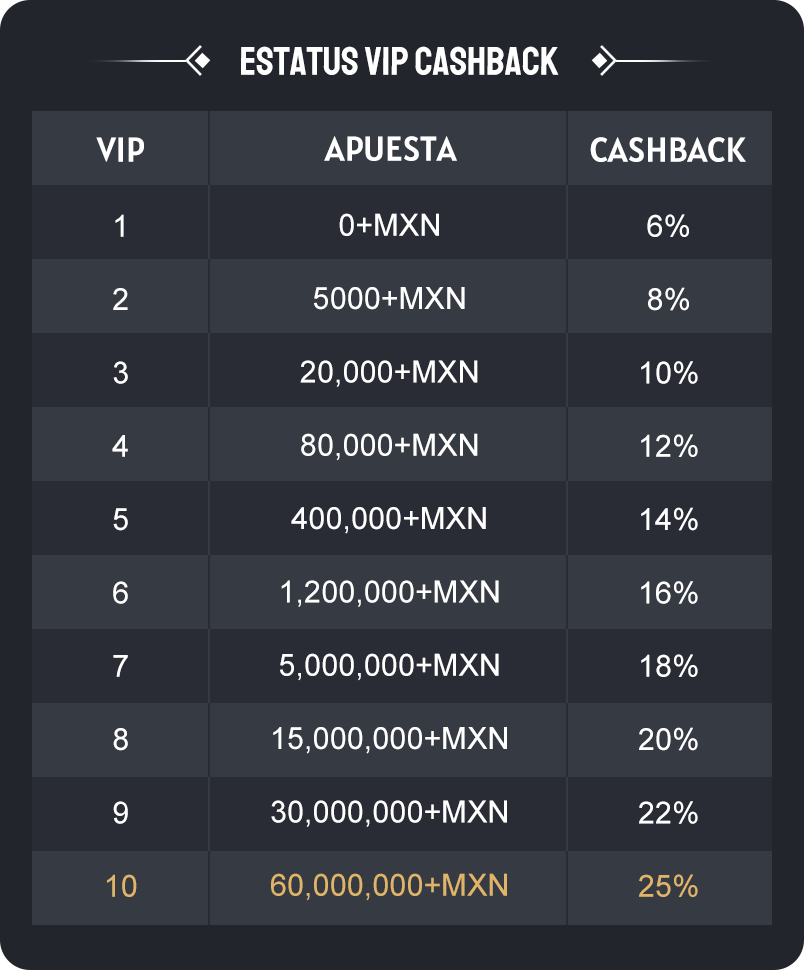 ESTATUS VIP CASHBACK
VIP APUESTA CASHBACK
1 0+MXN 6%
2 5000+MXN 8%
3 20,000+MXN 10%
4 80,000+MXN 12%
5 400,000+MXN 14%
6 1,200,000+MXN 16%
7 5,000,000+MXN 18%
8 15,000,000+MXN 20%
9 30,000,000+MXN 22%
10 60,000,000+MXN 25%